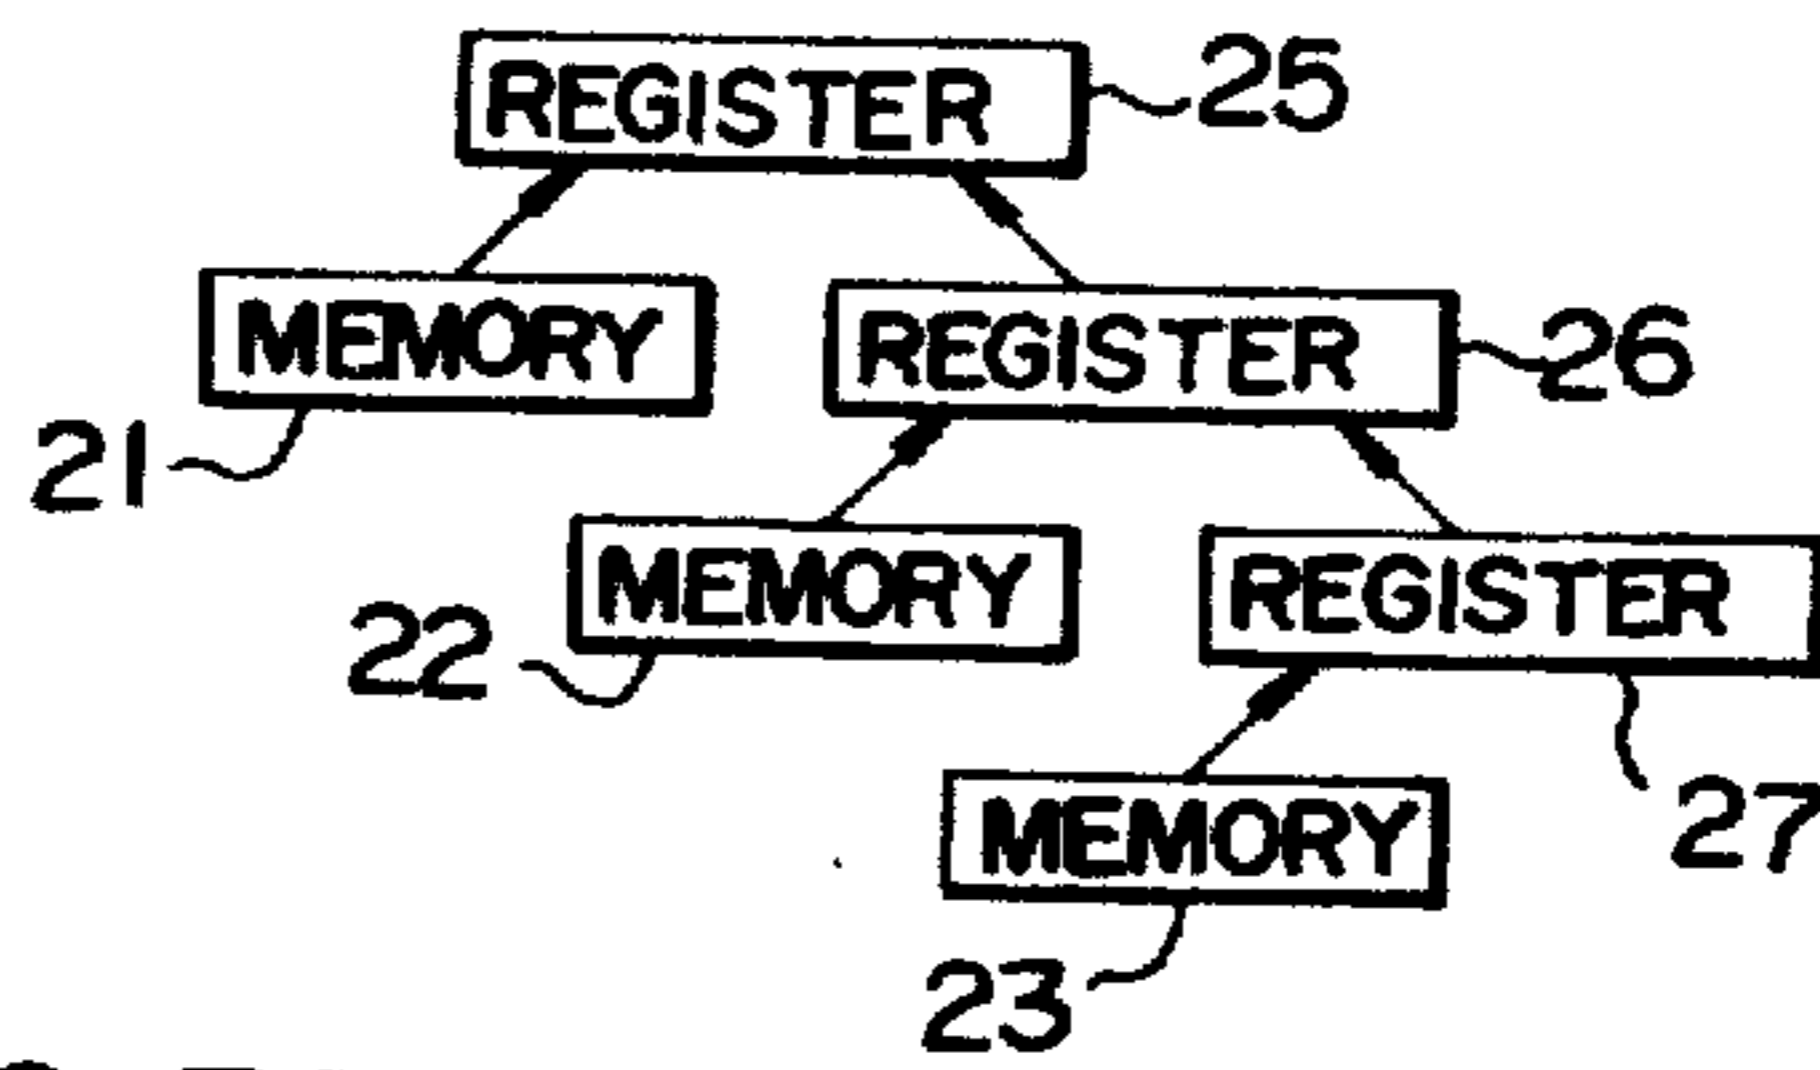 REGISTER 25
MEMORY REGISTER 26
21
MEMORY REGISTER
22
27
MEMORY
23